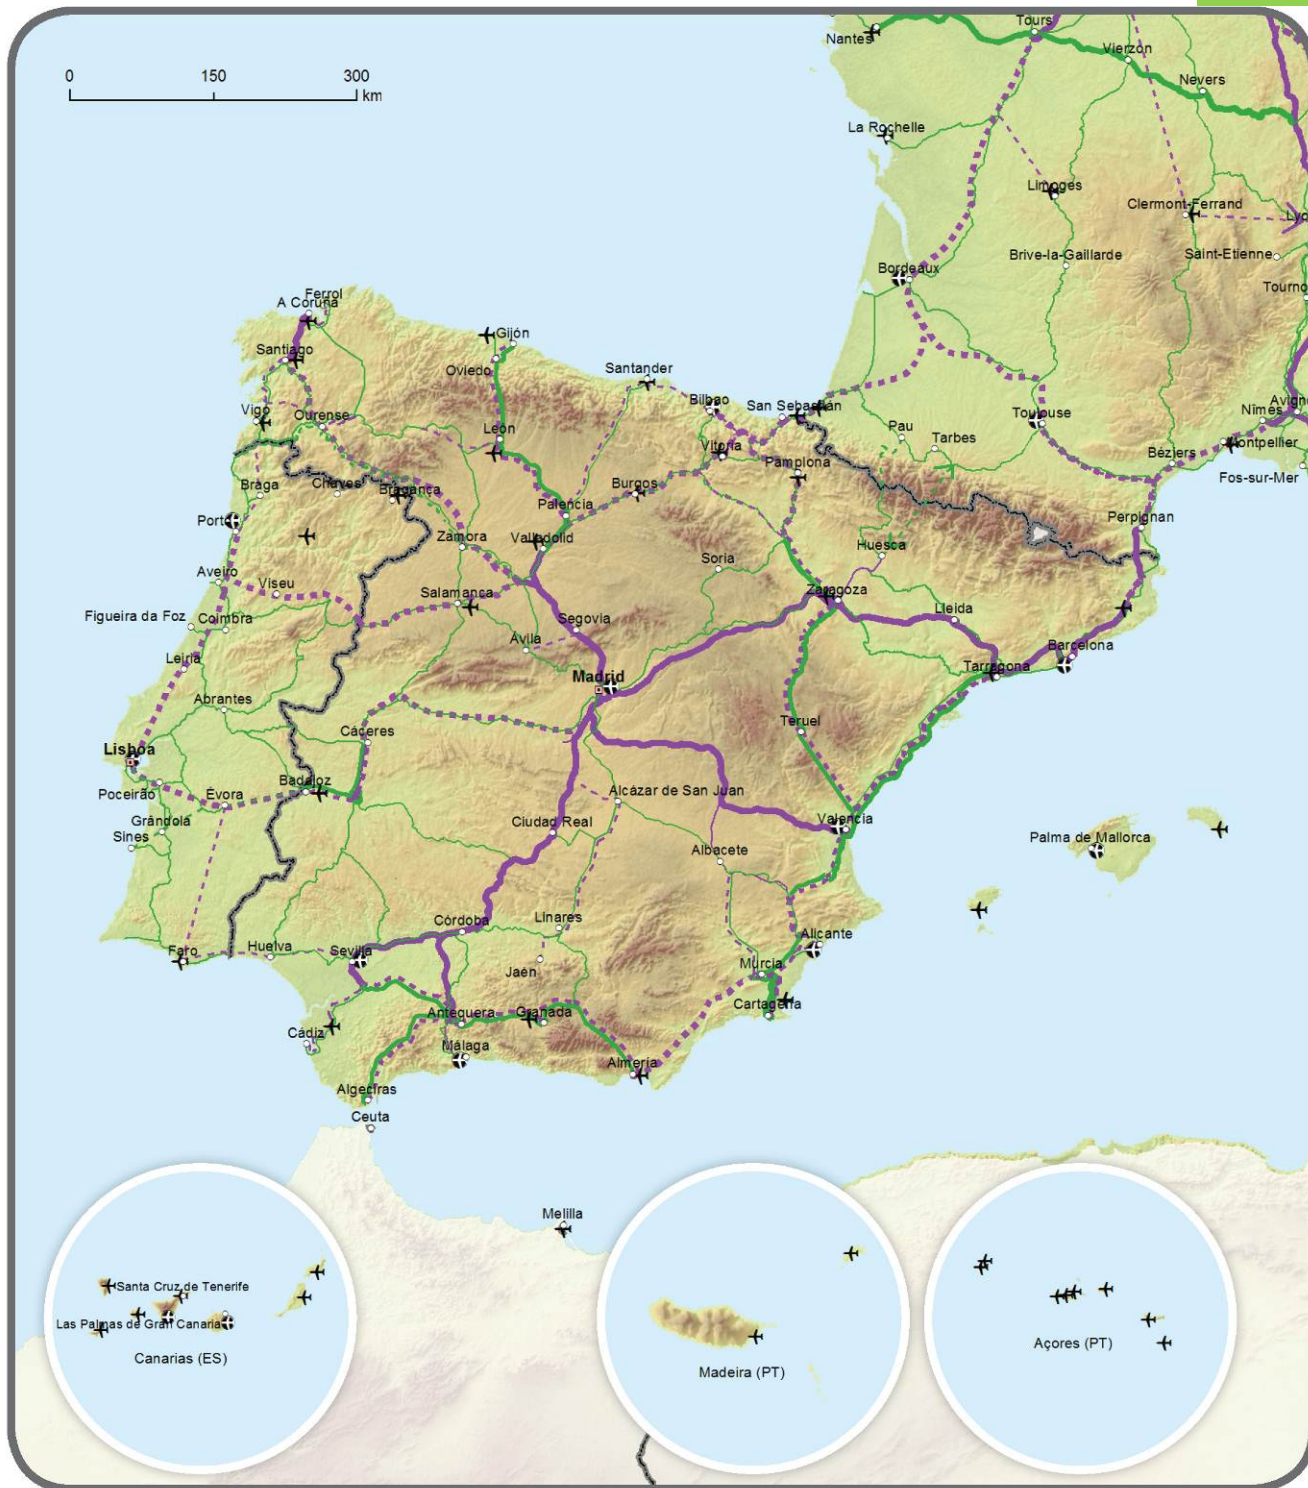 Tours
Nantes
Vierzon
0 150 300
km
Nevers
La Rochelle
Limoges
Clermont-Ferrand
Brive-la-Gaillarde
Saint-Etienne
Bordeaux
Ferrol
A Coruña
Gijón
Santiago
Oviedo
Santander
Bilbao
San Sebastián
Vigo
Ourense
León
Toulouse
Nîmes
Pau
Tarbes
Montpellier
Vitoria
Béziers
Pamplona
Fos-sur-Mer
Braga
Chaves
Bragança
Burgos
Palencia
Perpignan
Zamora
Valladolid
Soria
Huesca
Aveiro
Viseu
Salamanca
Zaragoza
Lleida
Figueira da Foz
Coimbra
Segovia
Ávila
Barcelona
Leiria
Tarragona
Madrid
Abrantes
Teruel
Cáceres
Lisboa
Badajoz
Poceirão
Évora
Alcázar de San Juan
Grândola
Ciudad Real
Valencia
Sines
Albacete
Palma de Mallorca
Córdoba
Linares
Alicante
Faro
Huelva
Sevilla
Jaén
Murcia
Cartagena
Antequera
Granada
Cádiz
Málaga
Almería
Algeciras
Ceuta
Melilla
Santa Cruz de Tenerife
Las Palmas de Gran Canaria
Canarias (ES)
Madeira (PT)
Açores (PT)